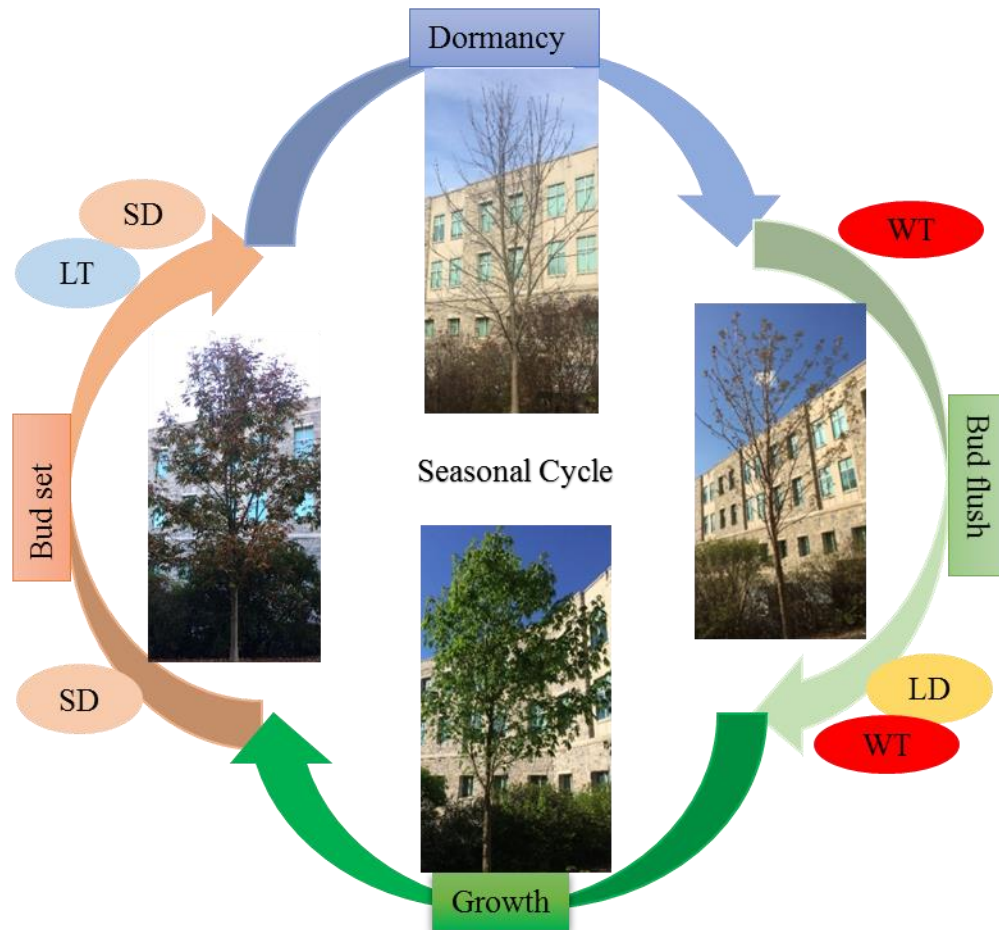 Dormancy
SD
WT
LT
Bud set
Seasonal Cycle
Bud flush
SD
LD
WT
Growth